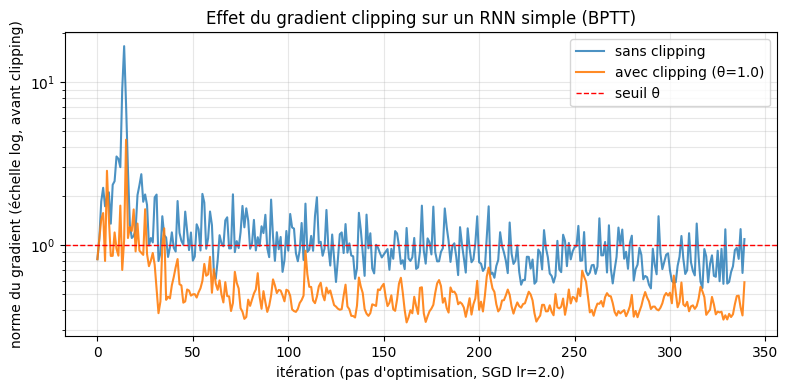 Effet du gradient clipping sur un RNN simple (BPTT)
norme du gradient (échelle log, avant clipping)
10¹
10⁰
sans clipping
avec clipping (θ=1.0)
seuil θ
0 50 100 150 200 250 300 350
itération (pas d'optimisation, SGD lr=2.0)